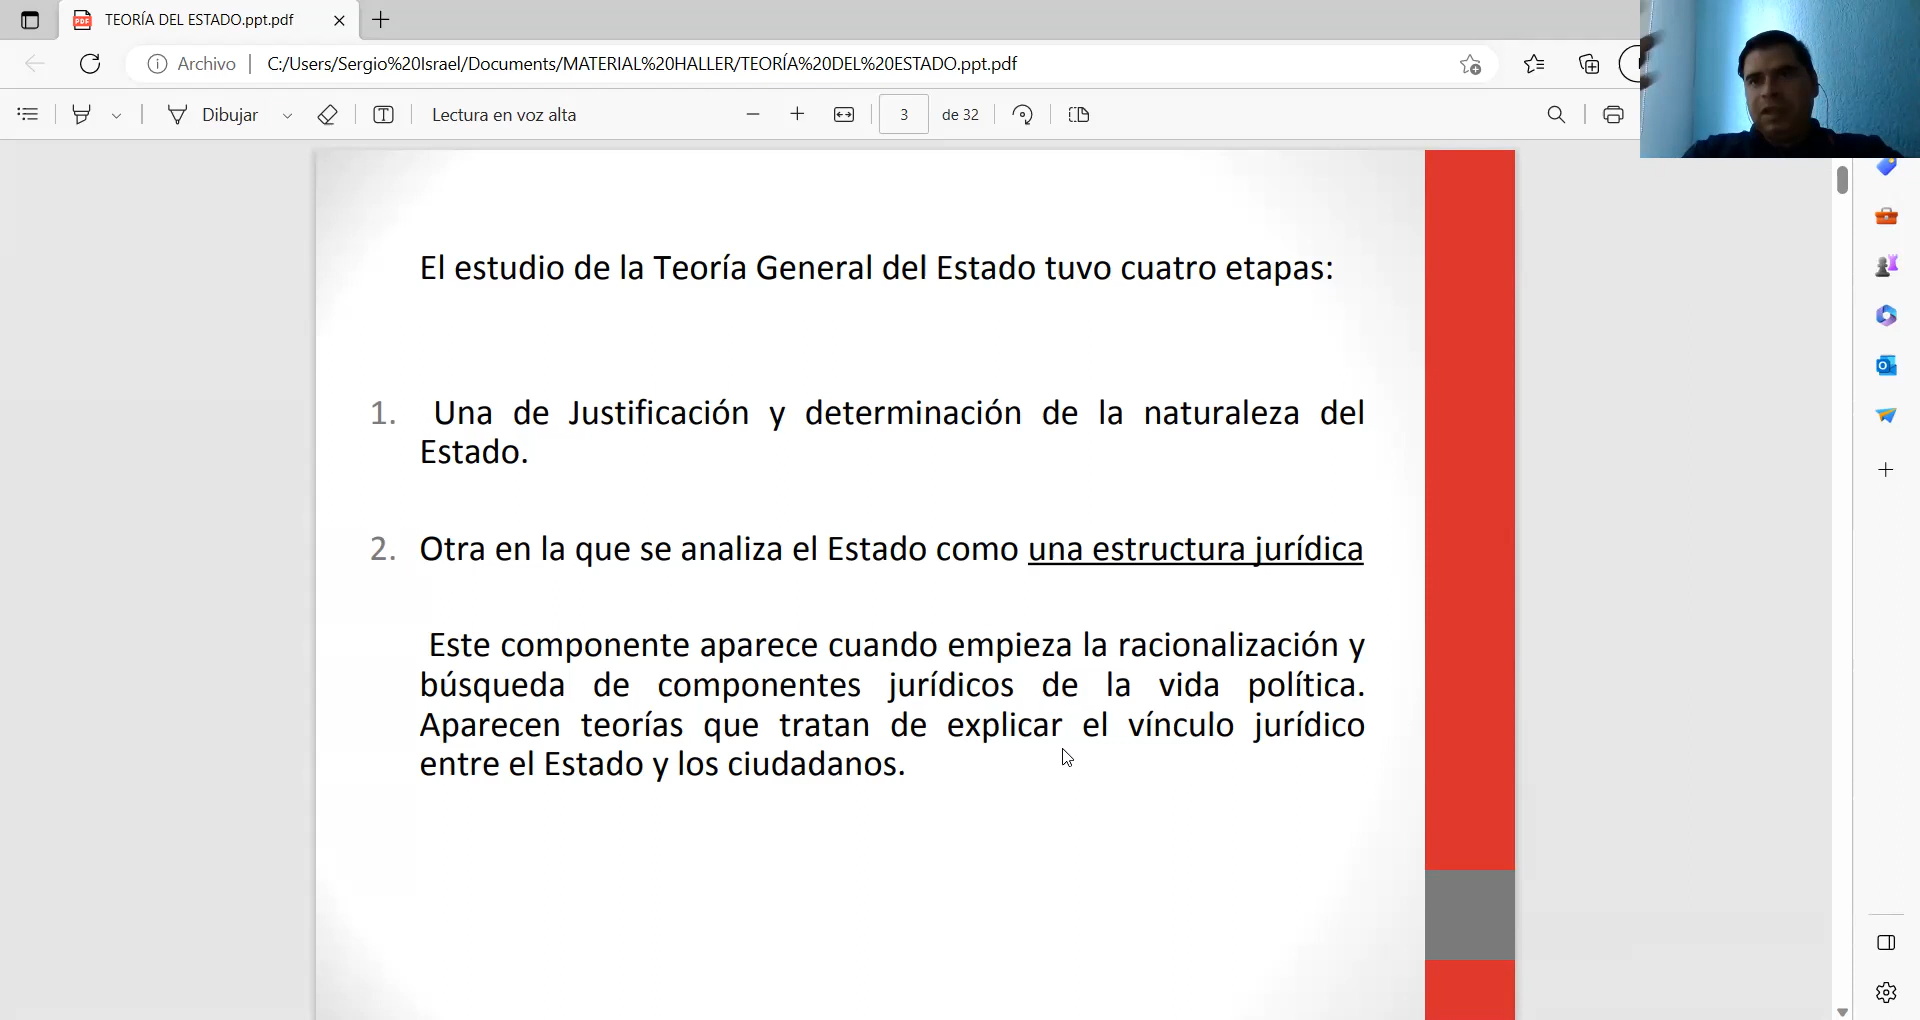 TEORÍA DEL ESTADO.ppt.pdf
Archivo
C:/Users/Sergio%20Israel/Documents/MATERIAL%20HALLER/TEORÍA%20DEL%20ESTADO.ppt.pdf
Dibujar
Lectura en voz alta
3
de 32
El estudio de la Teoría General del Estado tuvo cuatro etapas:
1. Una de Justificación y determinación de la naturaleza del
Estado.
2. Otra en la que se analiza el Estado como una estructura jurídica
Este componente aparece cuando empieza la racionalización y
búsqueda de componentes jurídicos de la vida política.
Aparecen teorías que tratan de explicar el vínculo jurídico
entre el Estado y los ciudadanos.